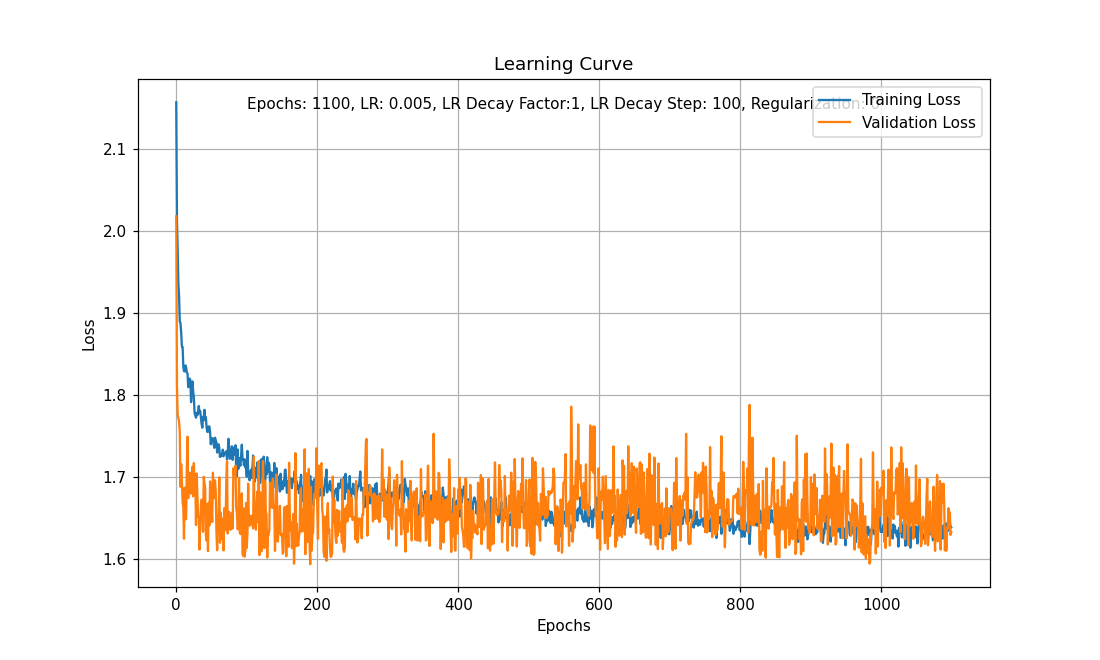 Learning Curve
Epochs: 1100, LR: 0.005, LR Decay Factor:1, LR Decay Step: 100, Regularization: 0
Training Loss
Validation Loss
2.1
2.0
1.9
1.8
1.7
1.6
Loss
0 200 400 600 800 1000
Epochs